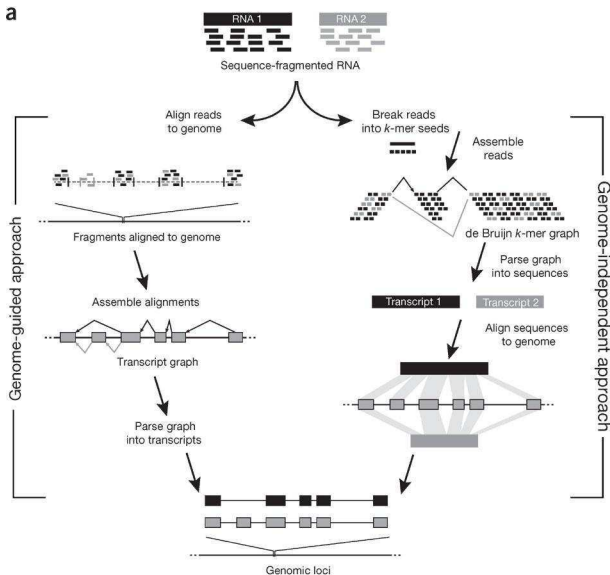 a
RNA 1
RNA 2
Sequence-fragmented RNA
Align reads
to genome
Break reads
into k-mer seeds
Assemble
reads
Fragments aligned to genome
de Bruijn k-mer graph
Parse graph
into sequences
Assemble alignments
Transcript 1
Transcript 2
Align sequences
to genome
Transcript graph
Parse graph
into transcripts
Genomic loci
Genome-guided approach
Genome-independent approach